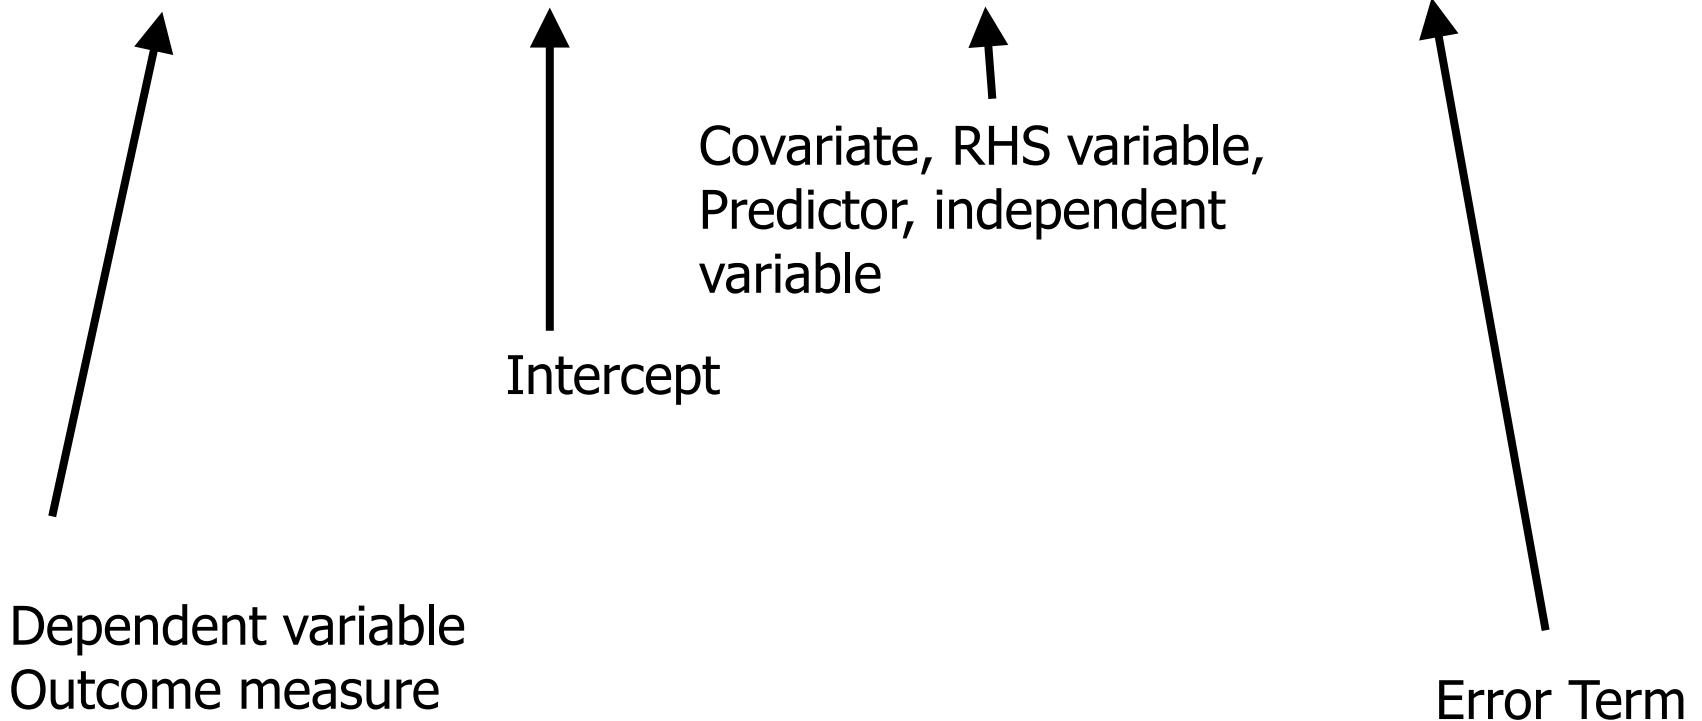 Covariate, RHS variable,
Predictor, independent
variable
Intercept
Dependent variable
Outcome measure
Error Term